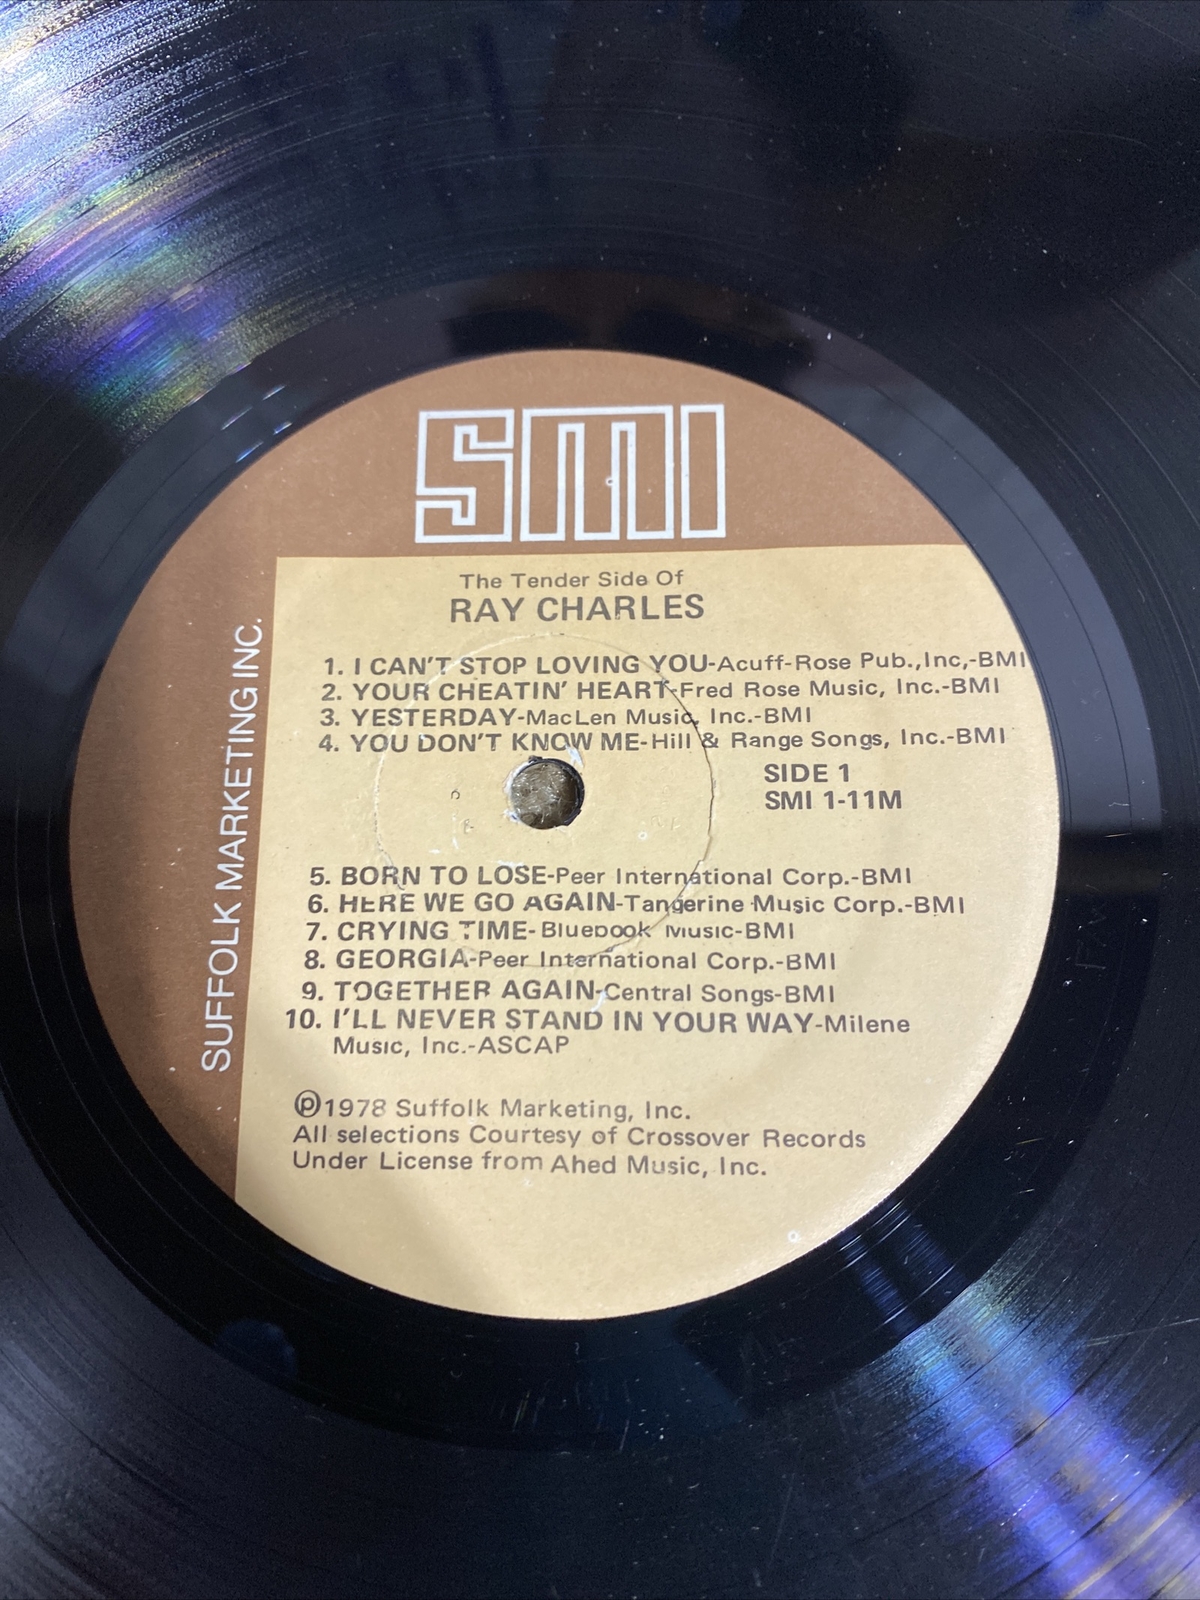 SMI
SUFFOLK MARKETING INC.
The Tender Side Of
RAY CHARLES
1. I CAN'T STOP LOVING YOU-Acuff-Rose Pub.,Inc,-BMI
2. YOUR CHEATIN' HEART-Fred Rose Music, Inc.-BMI
3. YESTERDAY-MacLen Music, Inc.-BMI
4. YOU DON'T KNOW ME-Hill & Range Songs, Inc.-BMI
SIDE 1
SMI 1-11M
5. BORN TO LOSE-Peer International Corp.-BMI
6. HERE WE GO AGAIN-Tangerine Music Corp.-BMI
7. CRYING TIME-Bluebook Music-BMI
8. GEORGIA-Peer International Corp.-BMI
9. TOGETHER AGAIN-Central Songs-BMI
10. I'LL NEVER STAND IN YOUR WAY-Milene
Music, Inc.-ASCAP
℗1978 Suffolk Marketing, Inc.
All selections Courtesy of Crossover Records
Under License from Ahed Music, Inc.